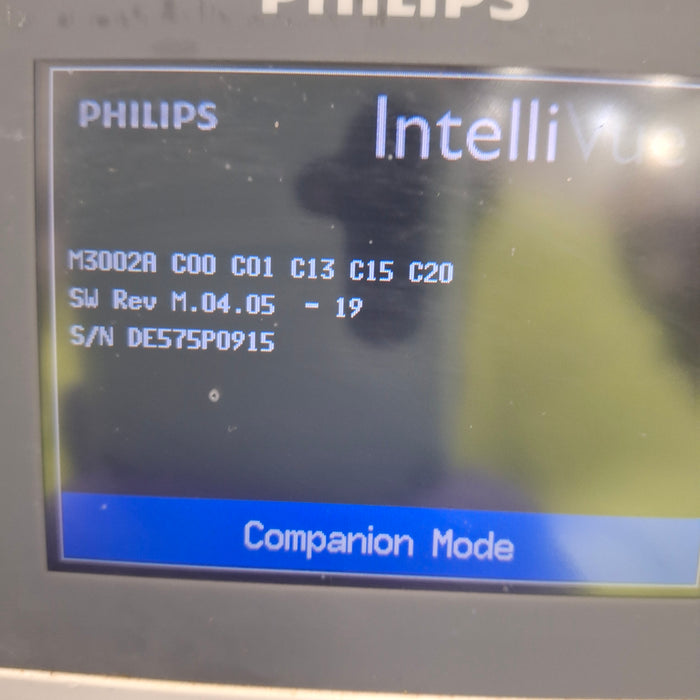 PHILIPS
PHILIPS IntelliVue
M3002A C00 C01 C13 C15 C20
SW Rev M.04.05 - 19
S/N DE575P0915
Companion Mode